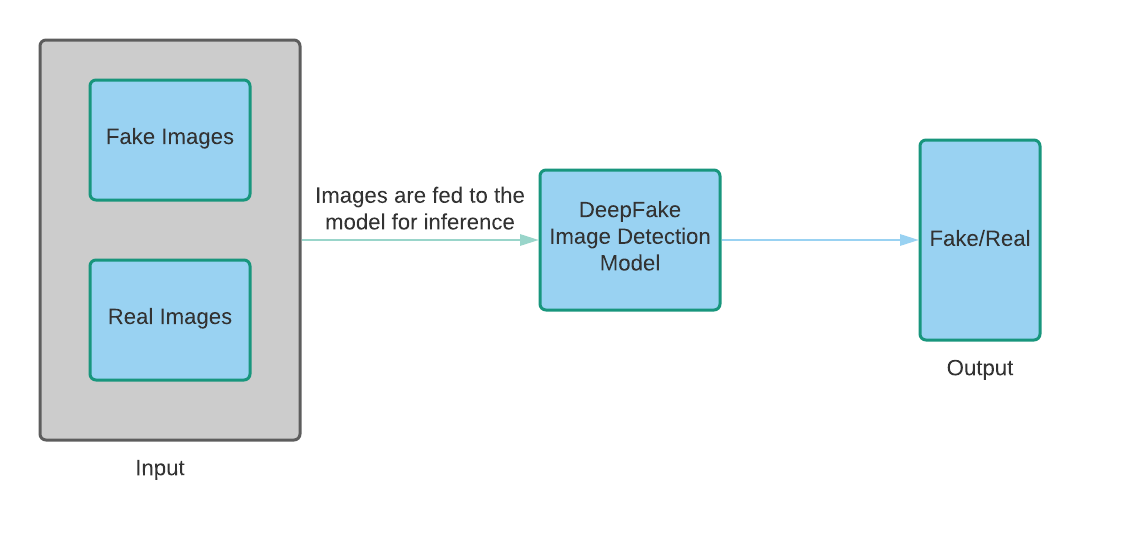 Fake Images
Real Images
Input
Images are fed to the
model for inference
DeepFake
Image Detection
Model
Fake/Real
Output